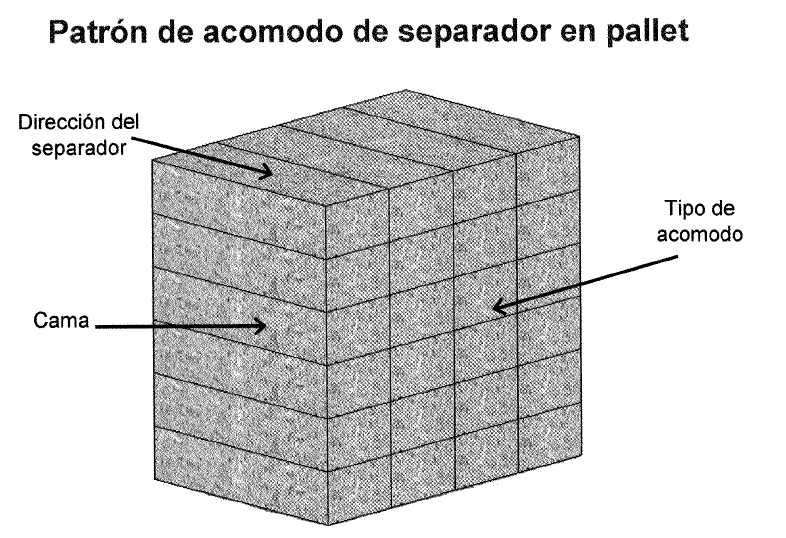 Patrón de acomodo de separador en pallet
Dirección del
separador
Tipo de
acomodo
Cama